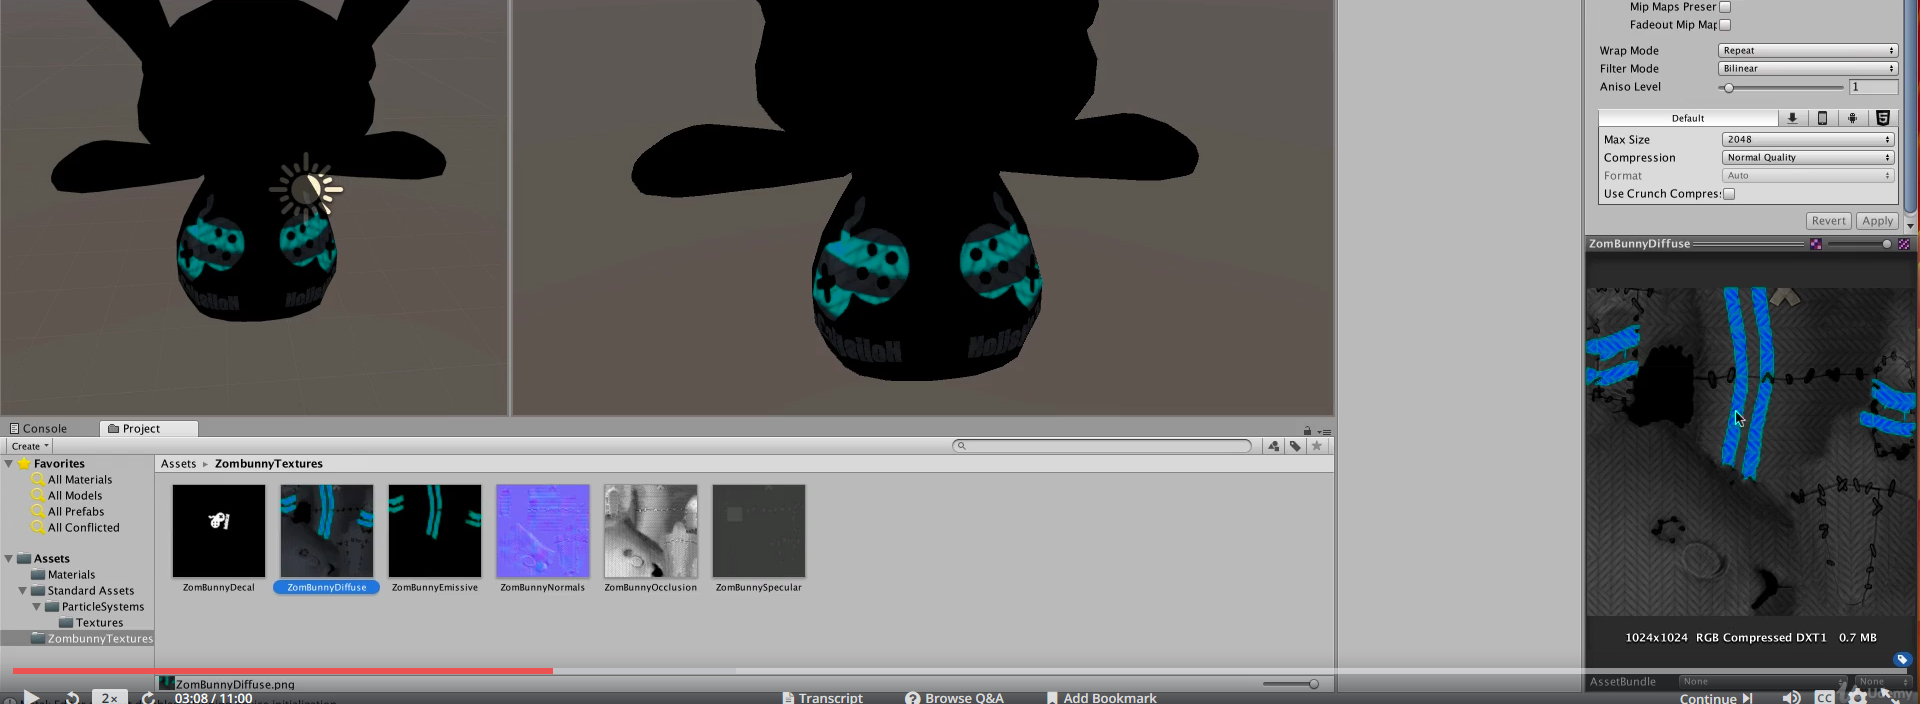 Mip Maps Preser
Fadeout Mip Map
Wrap Mode Repeat
Filter Mode Bilinear
Aniso Level 1
Default
Max Size 2048
Compression Normal Quality
Format Auto
Use Crunch Compres
Revert Apply
ZomBunnyDiffuse
1024x1024 RGB Compressed DXT1 0.7 MB
AssetBundle None None
Console Project
Create
Favorites
All Materials
All Models
All Prefabs
All Conflicted
Assets
Materials
Standard Assets
ParticleSystems
Textures
ZombunnyTextures
Assets ▸ ZombunnyTextures
ZomBunnyDecal
ZomBunnyDiffuse
ZomBunnyEmissive
ZomBunnyNormals
ZomBunnyOcclusion
ZomBunnySpecular
ZomBunnyDiffuse.png
2x 03:08 / 11:00 Transcript Browse Q&A Add Bookmark Continue CC
Udemy